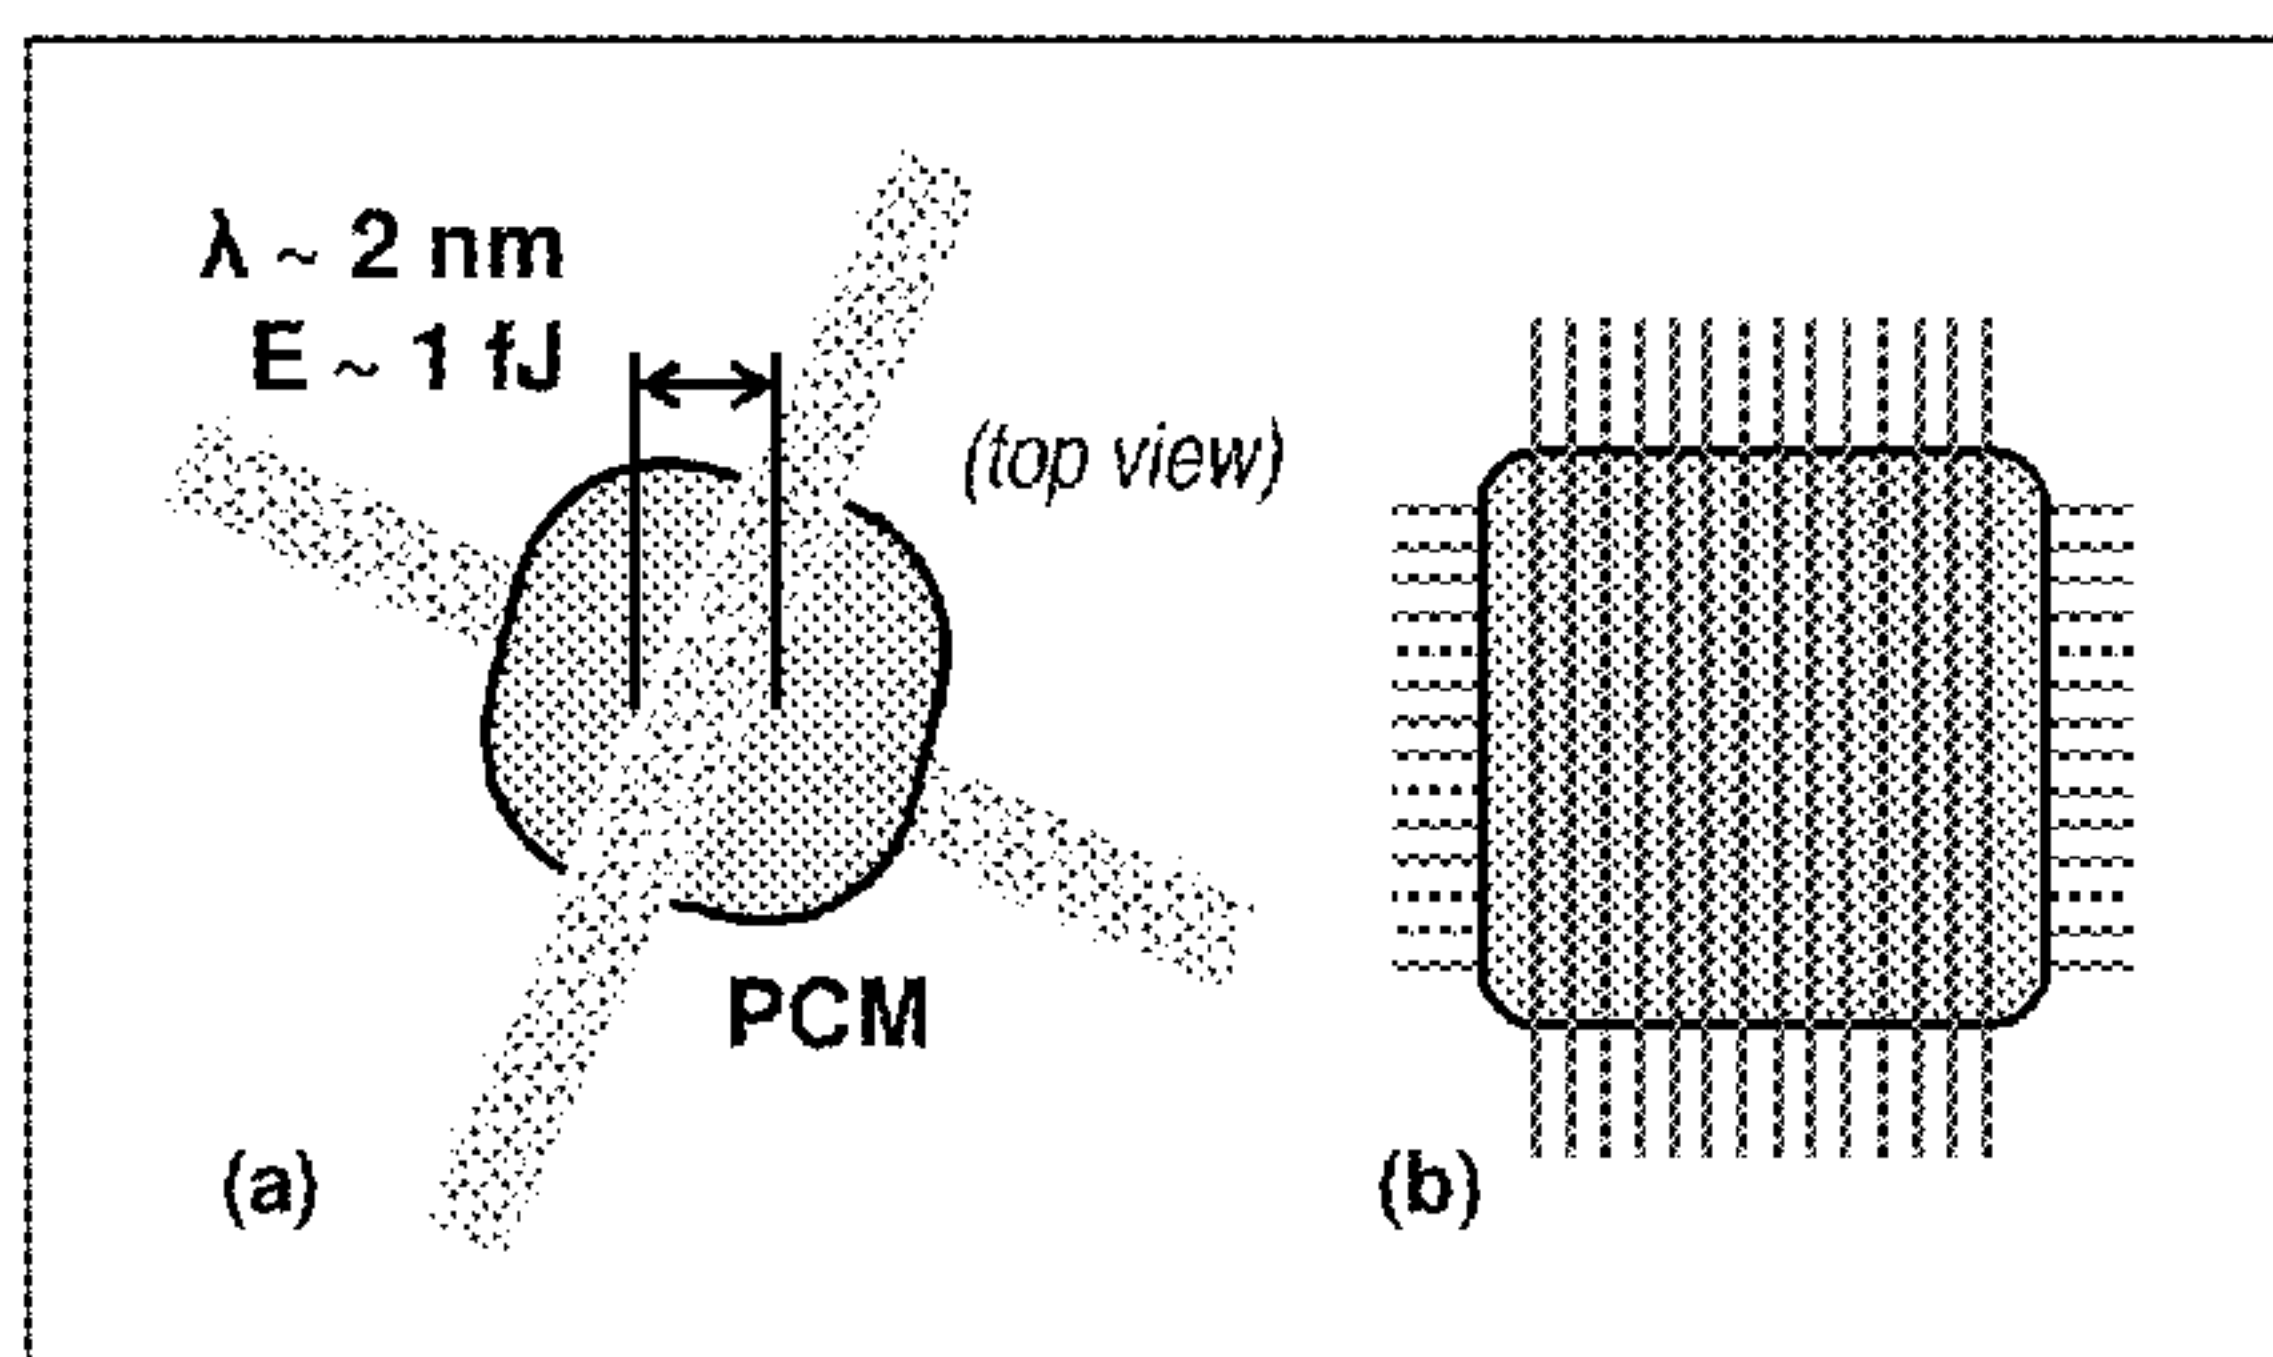 λ ~ 2 nm
E ~ 1 fJ
(top view)
PCM
(a)
(b)